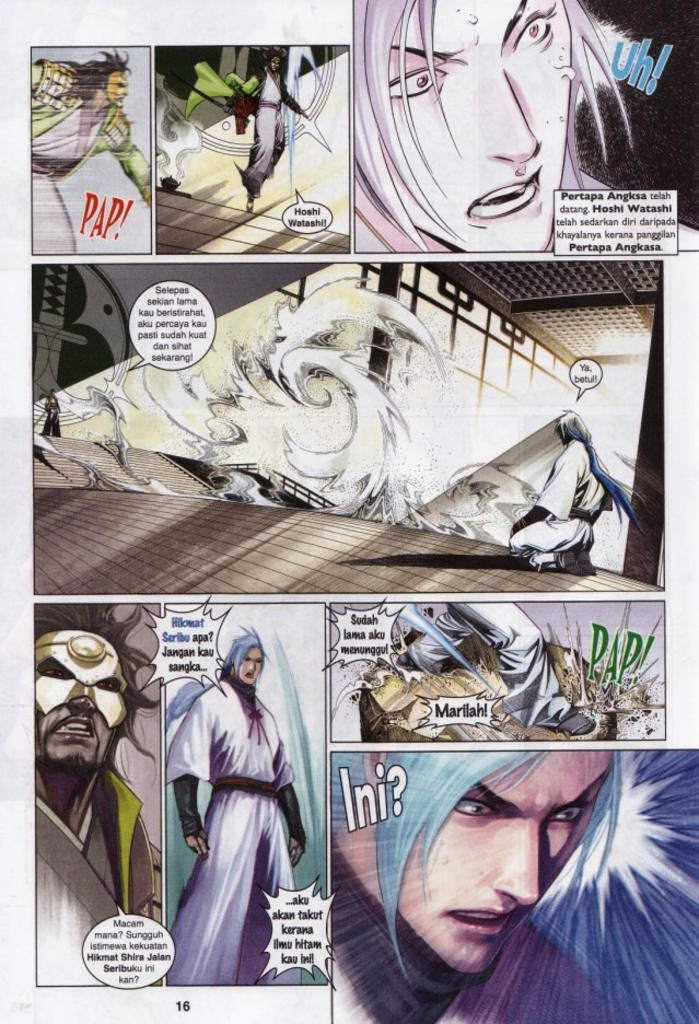 PAP!
Hoshi
Watashi!
Uh!
Pertapa Angksa telah
datang. Hoshi Watashi
telah sedarkan diri daripada
khayalanya kerana panggilan
Pertapa Angkasa.
Selepas
sekian lama
kau beristirahat,
aku percaya kau
pasti sudah kuat
dan sihat
sekarang!
Ya,
betul!
Hikmat
Seribu apa?
Jangan kau
sangka...
Macam
mana? Sungguh
istimewa kekuatan
Hikmat Shira Jalan
Seribuku ini
kan?
...aku
akan takut
kerana
ilmu hitam
kau ini!
Sudah
lama aku
menunggu!
Marilah!
PAP!
Ini?
16